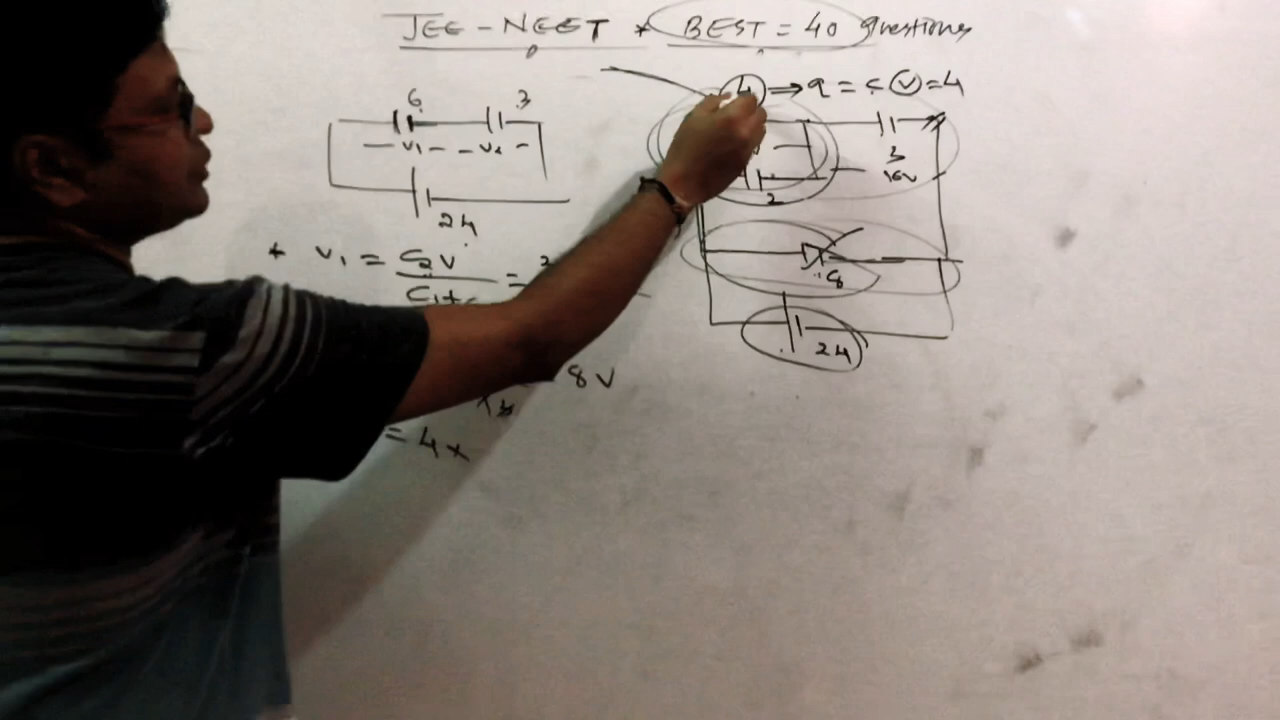 JEE - NEET * BEST = 40 questions
6 3
V₁ V₂
24
* V₁ = C₂V
8V
= 4 x
4 ⇒ q = C V = 4
3
16V
2
8
24